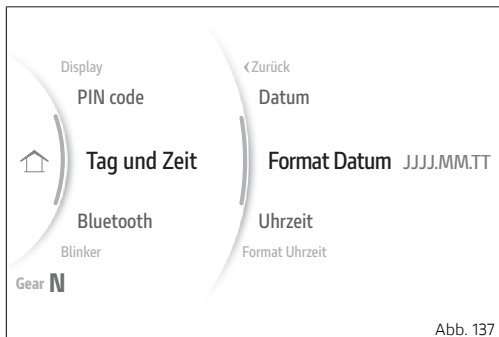 Display
PIN code
Tag und Zeit
Bluetooth
Blinker
‹Zurück
Datum
Format Datum JJJJ.MM.TT
Uhrzeit
Format Uhrzeit
Gear N
Abb. 137